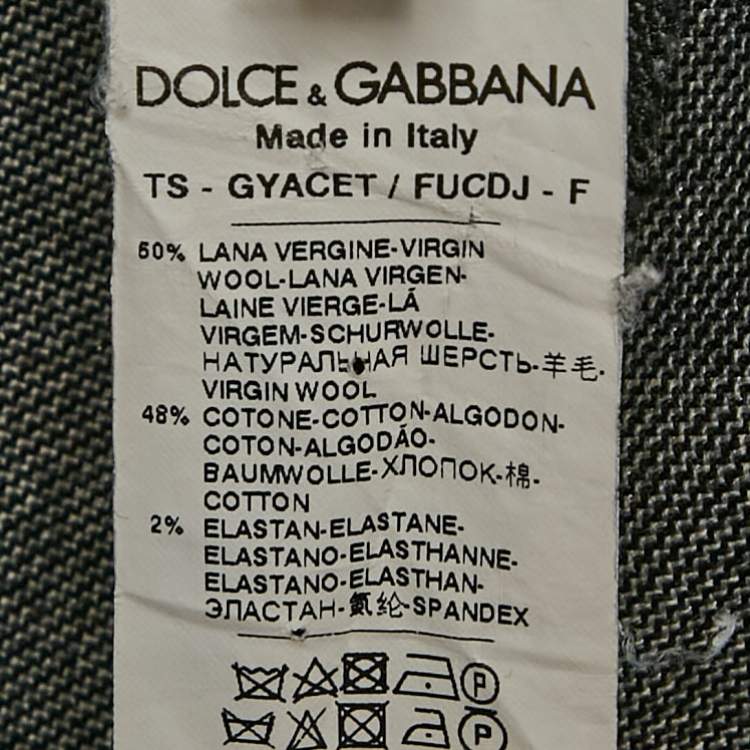 DOLCE & GABBANA
Made in Italy
TS - GYACET / FUCDJ - F
50% LANA VERGINE-VIRGIN
WOOL-LANA VIRGEN-
LAINE VIERGE-LÃ
VIRGEM-SCHURWOLLE-
НАТУРАЛЬНАЯ ШЕРСТЬ-羊毛-
VIRGIN WOOL
48% COTONE-COTTON-ALGODON-
COTON-ALGODÃO-
BAUMWOLLE-ХЛОПОК-棉-
COTTON
2% ELASTAN-ELASTANE-
ELASTANO-ELASTHANNE-
ELASTANO-ELASTHAN-
ЭЛАСТАН-氨纶-SPANDEX
P
P